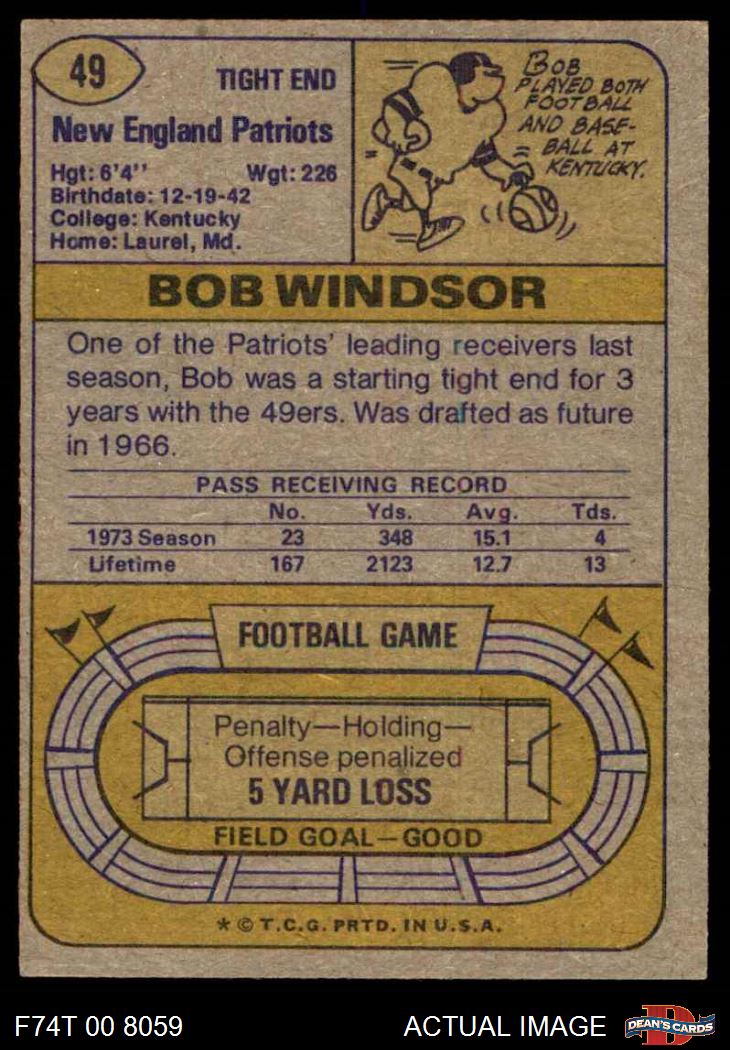 49
TIGHT END
New England Patriots
Hgt: 6'4" Wgt: 226
Birthdate: 12-19-42
College: Kentucky
Home: Laurel, Md.
BOB
PLAYED BOTH
FOOTBALL
AND BASE-
BALL AT
KENTUCKY.
BOB WINDSOR
One of the Patriots' leading receivers last
season, Bob was a starting tight end for 3
years with the 49ers. Was drafted as future
in 1966.
PASS RECEIVING RECORD
No. Yds. Avg. Tds.
1973 Season 23 348 15.1 4
Lifetime 167 2123 12.7 13
FOOTBALL GAME
Penalty—Holding—
Offense penalized
5 YARD LOSS
FIELD GOAL—GOOD
* © T.C.G. PRTD. IN U.S.A.
F74T 00 8059 ACTUAL IMAGE D DEAN'S CARDS